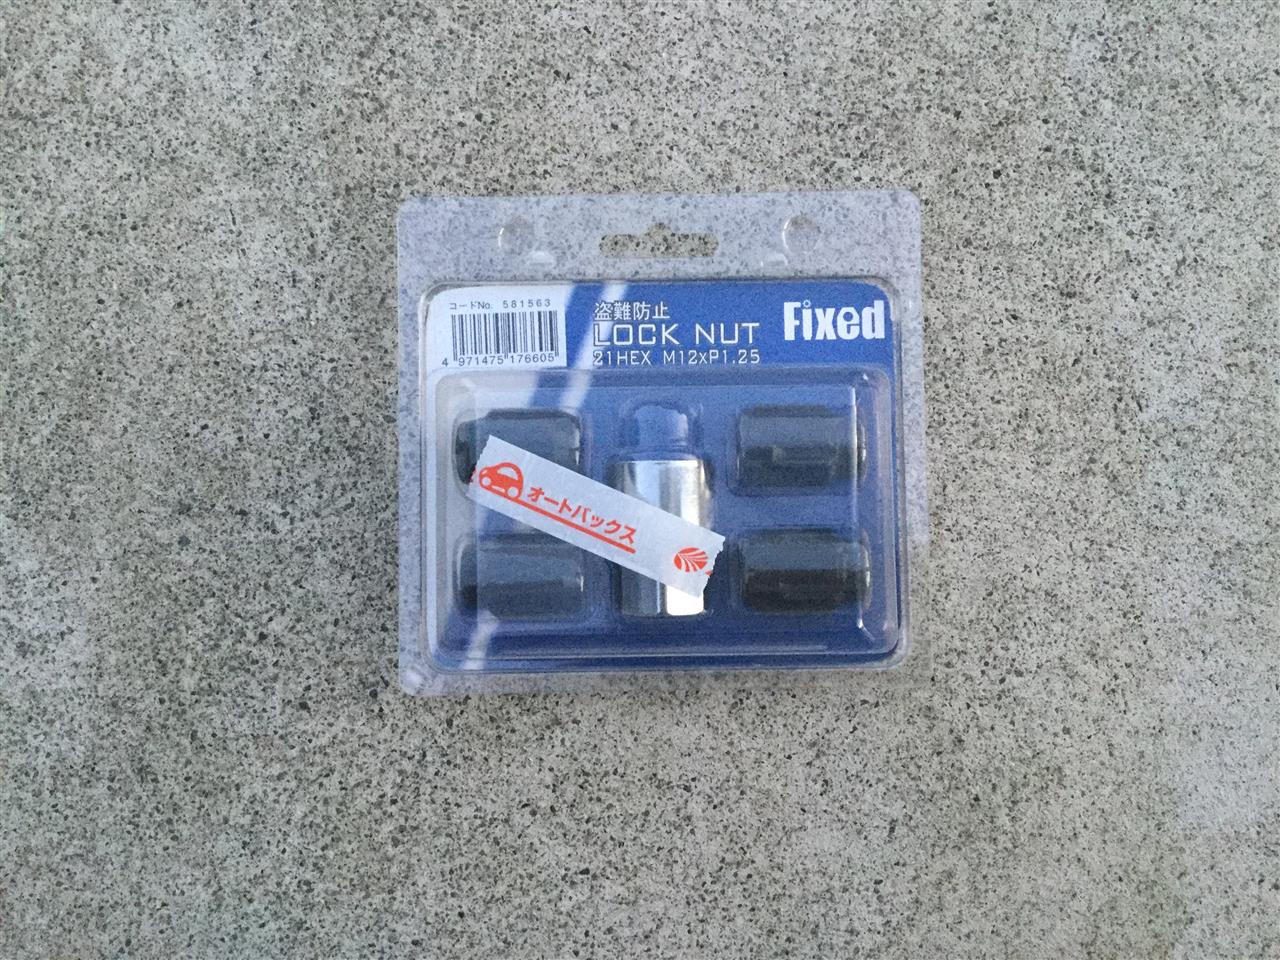 コードNo. 581563
4 971475 176605
盗難防止
LOCK NUT
21HEX M12xP1.25
Fixed
オートバックス